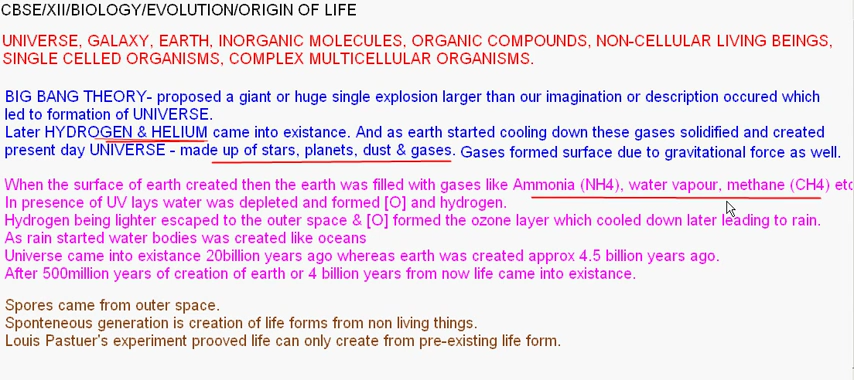 CBSE/XII/BIOLOGY/EVOLUTION/ORIGIN OF LIFE
UNIVERSE, GALAXY, EARTH, INORGANIC MOLECULES, ORGANIC COMPOUNDS, NON-CELLULAR LIVING BEINGS,
SINGLE CELLED ORGANISMS, COMPLEX MULTICELLULAR ORGANISMS.
BIG BANG THEORY- proposed a giant or huge single explosion larger than our imagination or description occured which
led to formation of UNIVERSE.
Later HYDROGEN & HELIUM came into existance. And as earth started cooling down these gases solidified and created
present day UNIVERSE - made up of stars, planets, dust & gases. Gases formed surface due to gravitational force as well.
When the surface of earth created then the earth was filled with gases like Ammonia (NH4), water vapour, methane (CH4) etc
In presence of UV lays water was depleted and formed [O] and hydrogen.
Hydrogen being lighter escaped to the outer space & [O] formed the ozone layer which cooled down later leading to rain.
As rain started water bodies was created like oceans
Universe came into existance 20billion years ago whereas earth was created approx 4.5 billion years ago.
After 500million years of creation of earth or 4 billion years from now life came into existance.
Spores came from outer space.
Sponteneous generation is creation of life forms from non living things.
Louis Pastuer's experiment prooved life can only create from pre-existing life form.